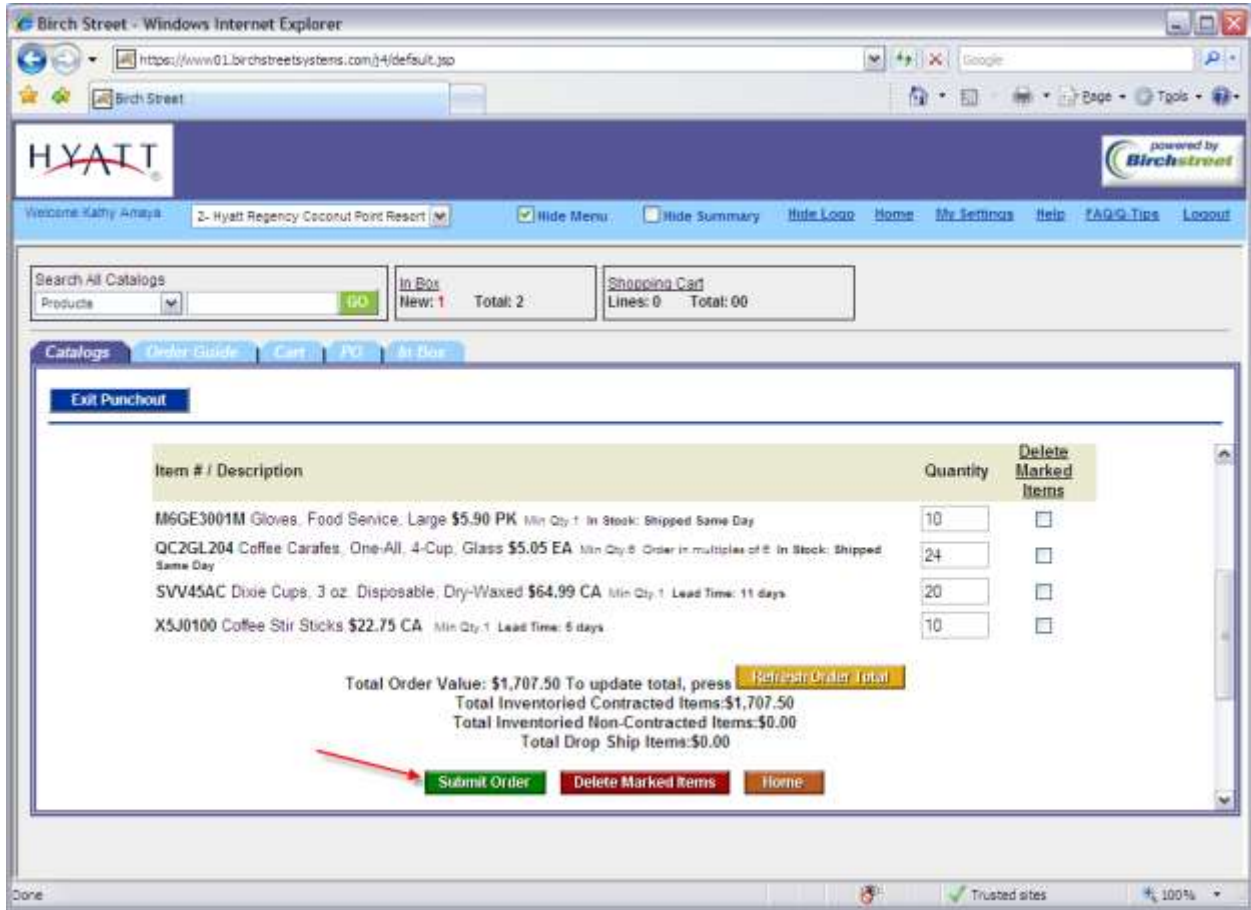 Birch Street - Windows Internet Explorer
https://www01.birchstreetsystems.com/j4/default.jsp
Google
Birch Street
Page
Tools
HYATT
powered by
Birchstreet
Welcome Kathy Amaya
2- Hyatt Regency Coconut Point Resort
Hide Menu
Hide Summary
Hide Logo
Home
My Settings
Help
FAQ/Q.Tips
Logout
Search All Catalogs
Products
GO
In Box
New: 1 Total: 2
Shopping Cart
Lines: 0 Total: 00
Catalogs
Order Guide
Cart
PO
In Box
Exit Punchout
Item # / Description
Quantity
Delete
Marked
Items
M6GE3001M Gloves, Food Service, Large $5.90 PK Min Qty:1 In Stock: Shipped Same Day
10
QC2GL204 Coffee Carafes, One-All, 4-Cup, Glass $5.05 EA Min Qty:6 Order in multiples of 6 In Stock: Shipped
Same Day
24
SVV45AC Dixie Cups, 3 oz. Disposable, Dry-Waxed $64.99 CA Min Qty:1 Lead Time: 11 days
20
X5J0100 Coffee Stir Sticks $22.75 CA Min Qty:1 Lead Time: 5 days
10
Total Order Value: $1,707.50 To update total, press Refresh Order Total
Total Inventoried Contracted Items:$1,707.50
Total Inventoried Non-Contracted Items:$0.00
Total Drop Ship Items:$0.00
Submit Order
Delete Marked Items
Home
Done
Trusted sites
100%